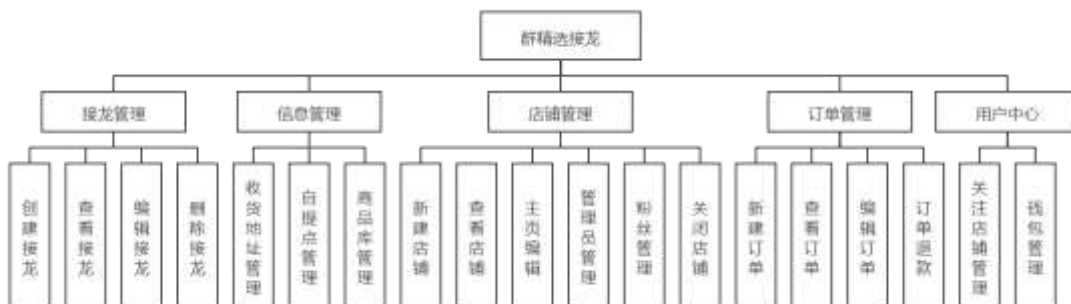 群精选接龙
接龙管理
信息管理
店铺管理
订单管理
用户中心
创建接龙
查看接龙
编辑接龙
删除接龙
收货地址管理
自提点管理
商品库管理
新建店铺
查看店铺
主页编辑
管理员管理
粉丝管理
关闭店铺
新建订单
查看订单
编辑订单
订单退款
关注店铺管理
钱包管理